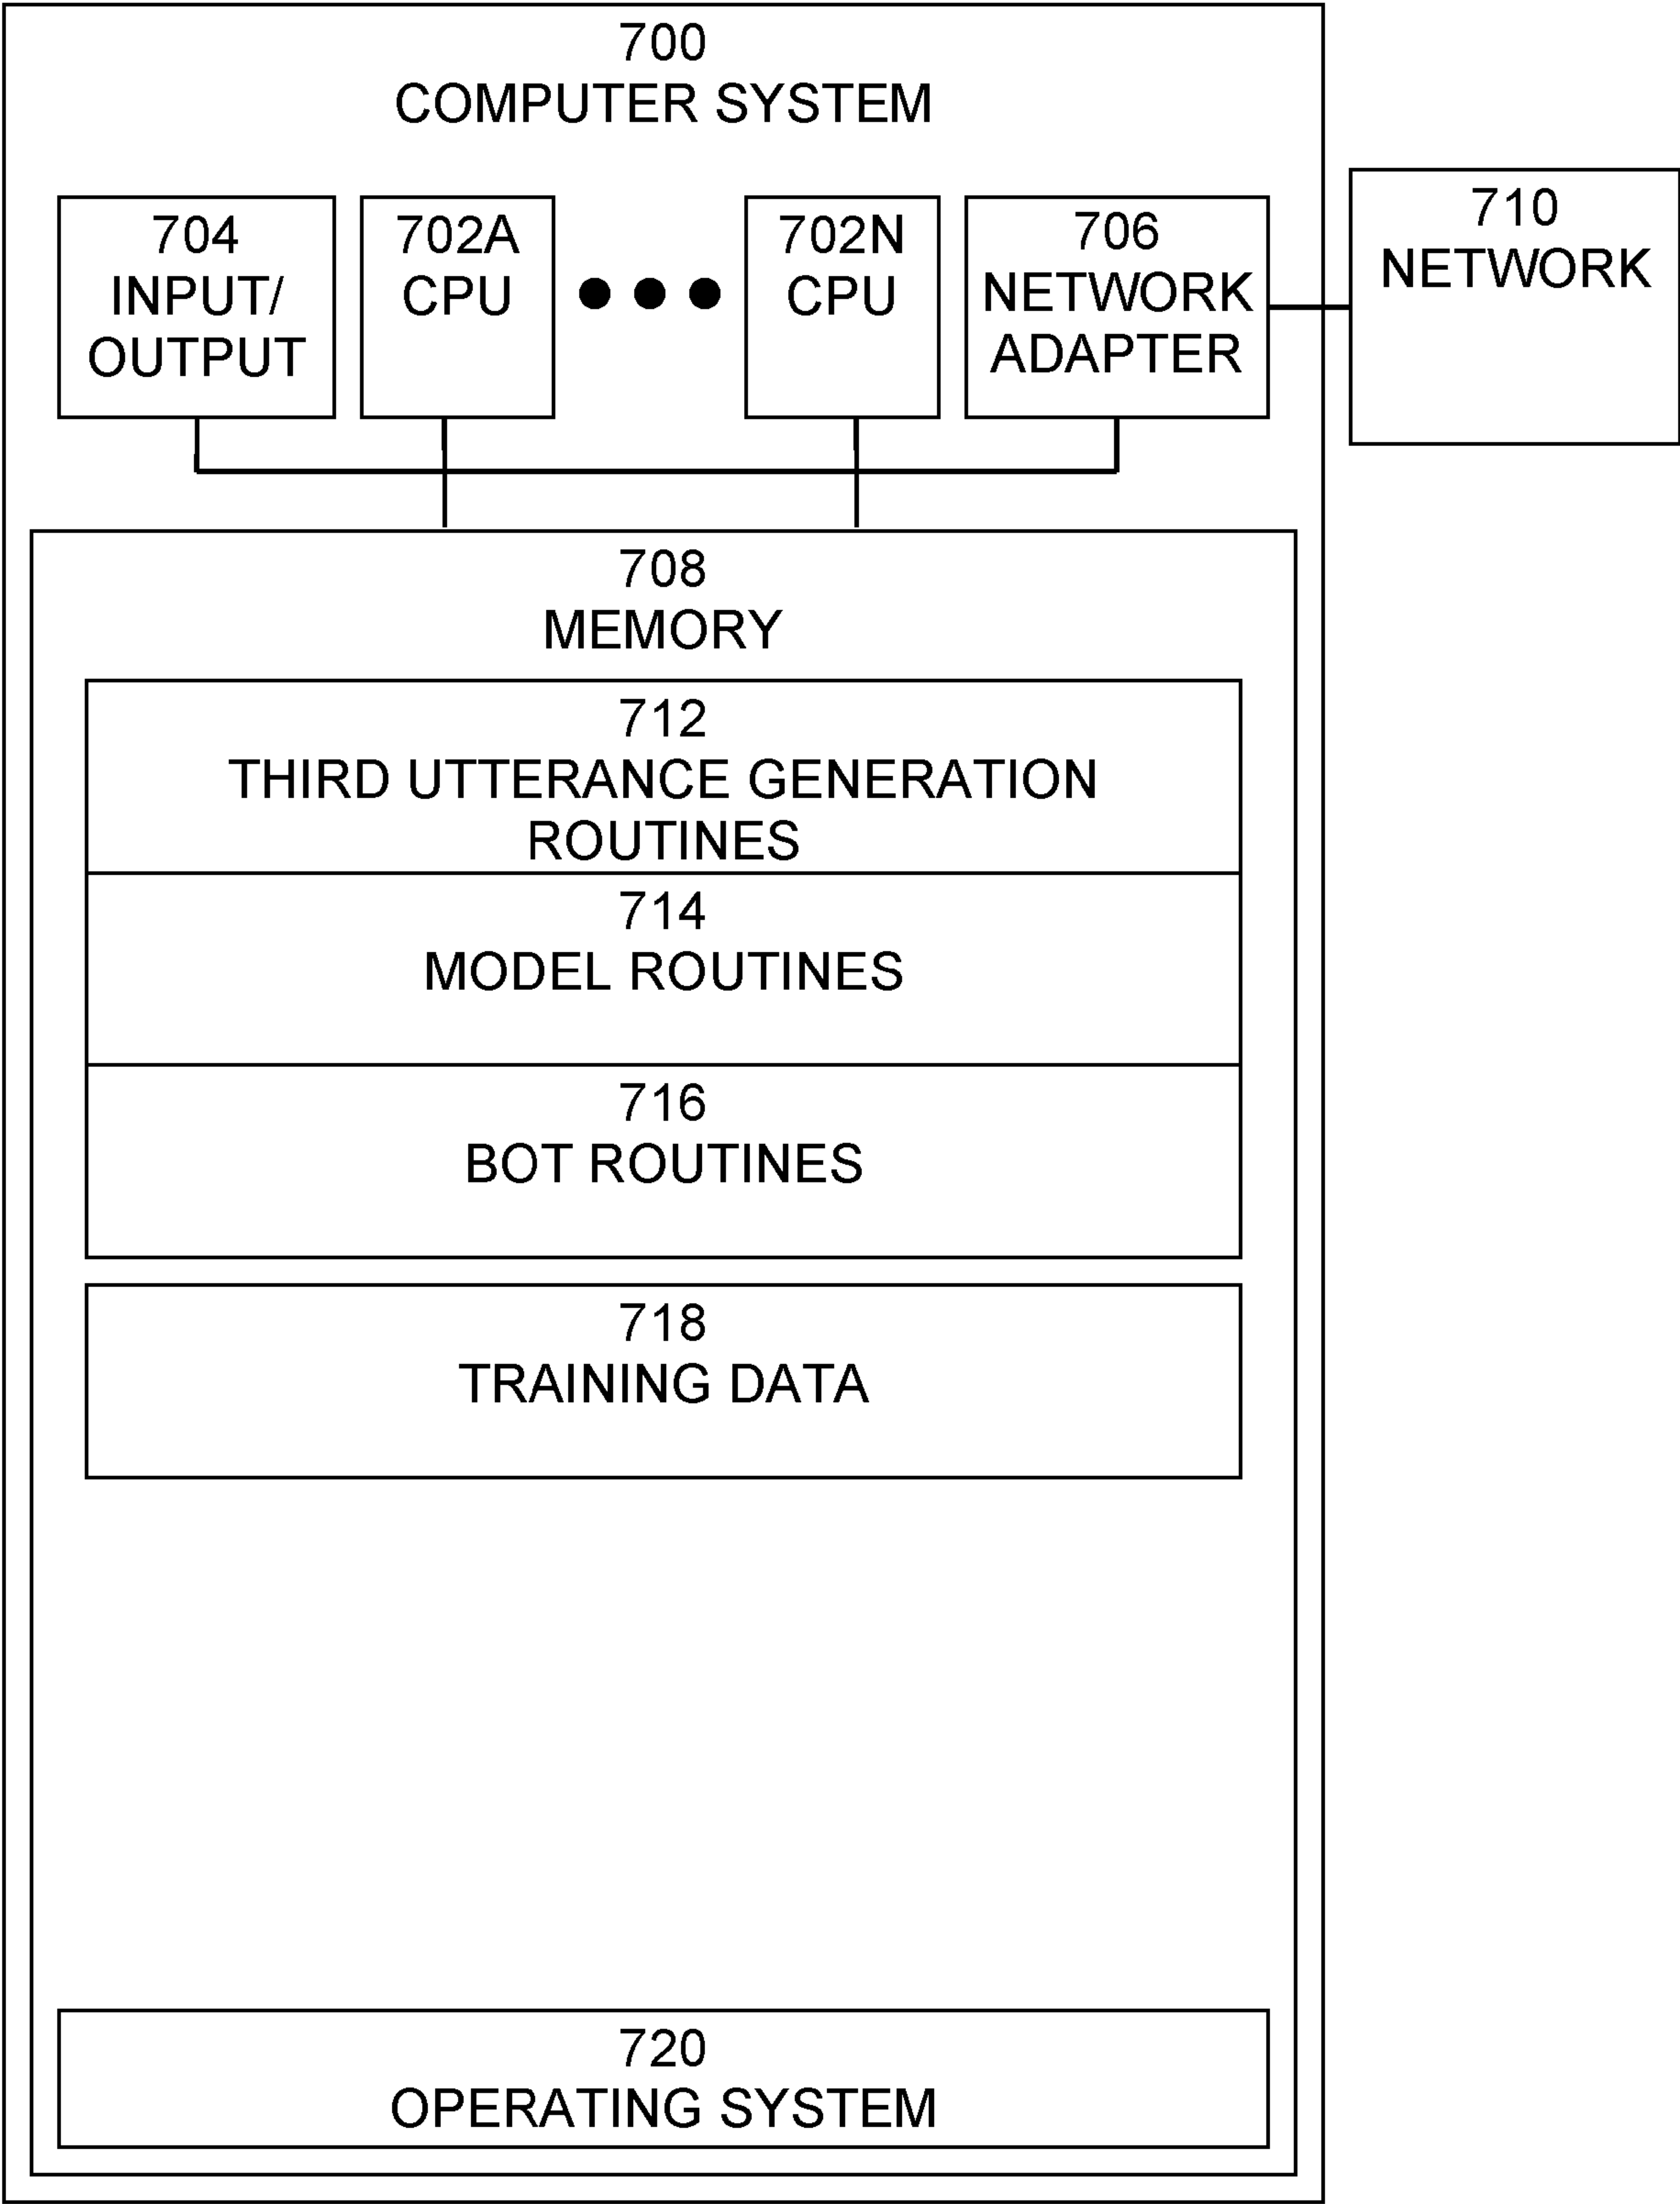 700
COMPUTER SYSTEM
704
INPUT/
OUTPUT
702A
CPU
702N
CPU
706
NETWORK
ADAPTER
710
NETWORK
708
MEMORY
712
THIRD UTTERANCE GENERATION
ROUTINES
714
MODEL ROUTINES
716
BOT ROUTINES
718
TRAINING DATA
720
OPERATING SYSTEM